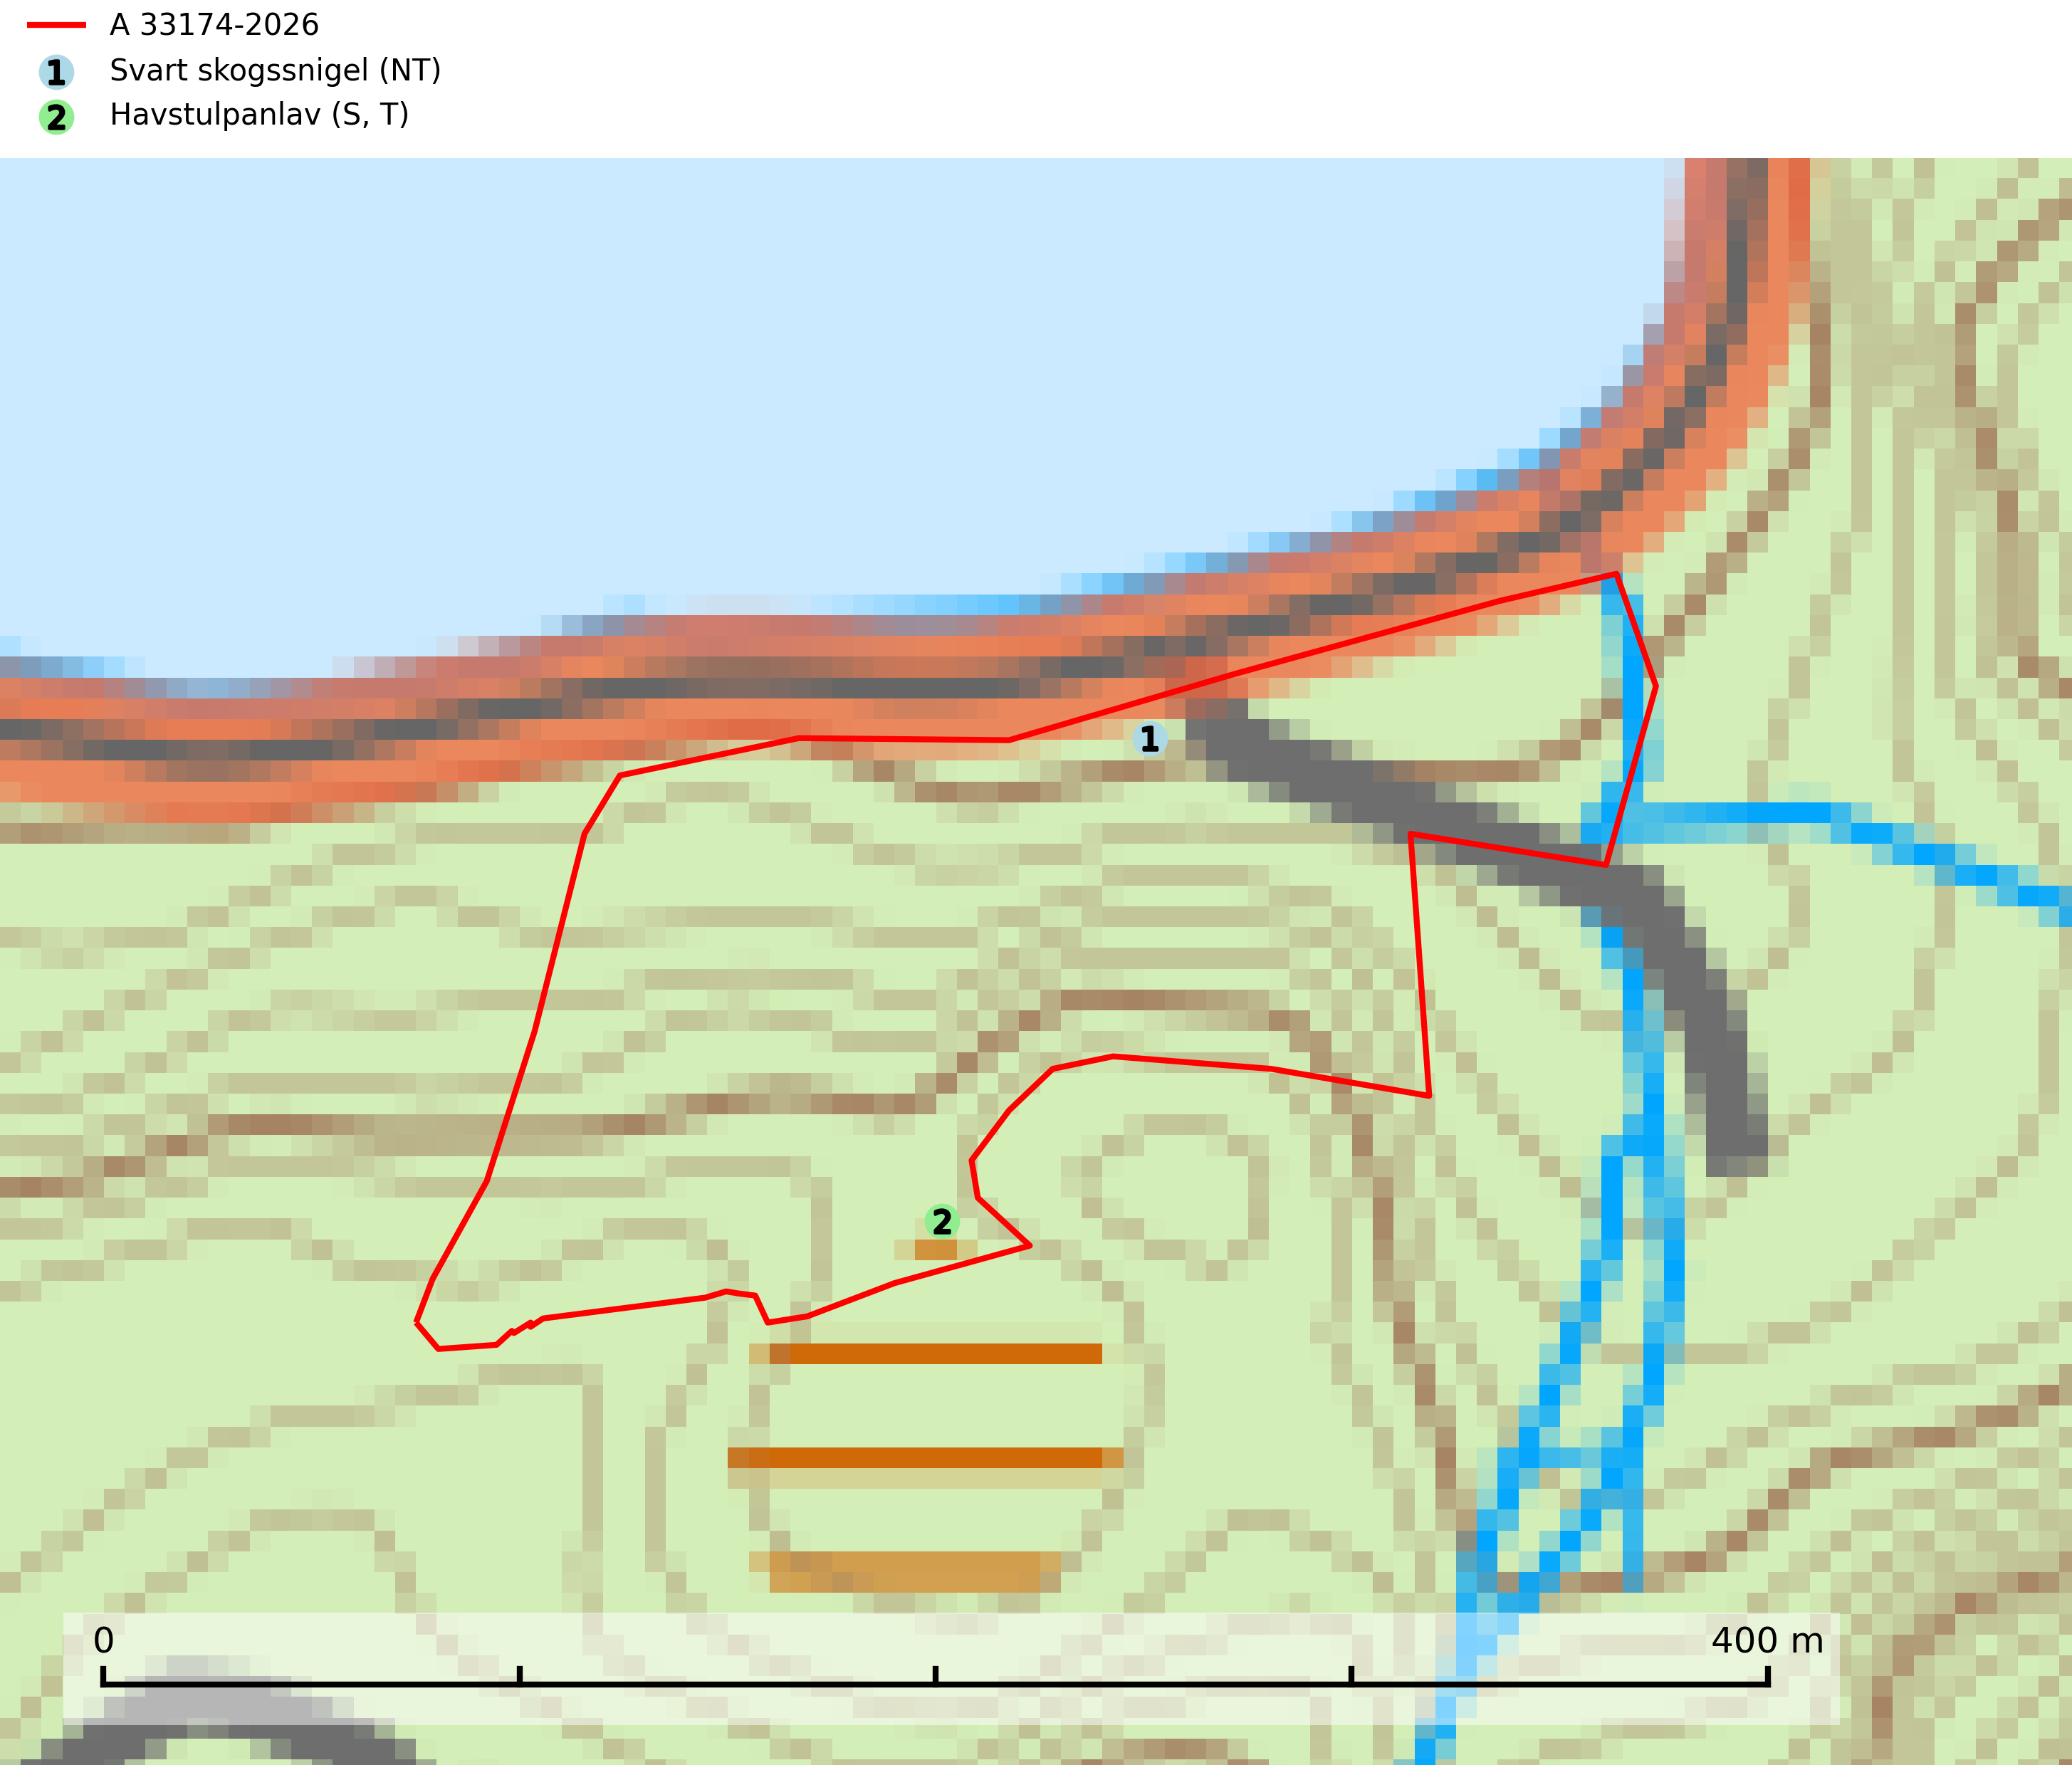 A 33174-2026
1 Svart skogssnigel (NT)
2 Havstulpanlav (S, T)
1
2
0 400 m